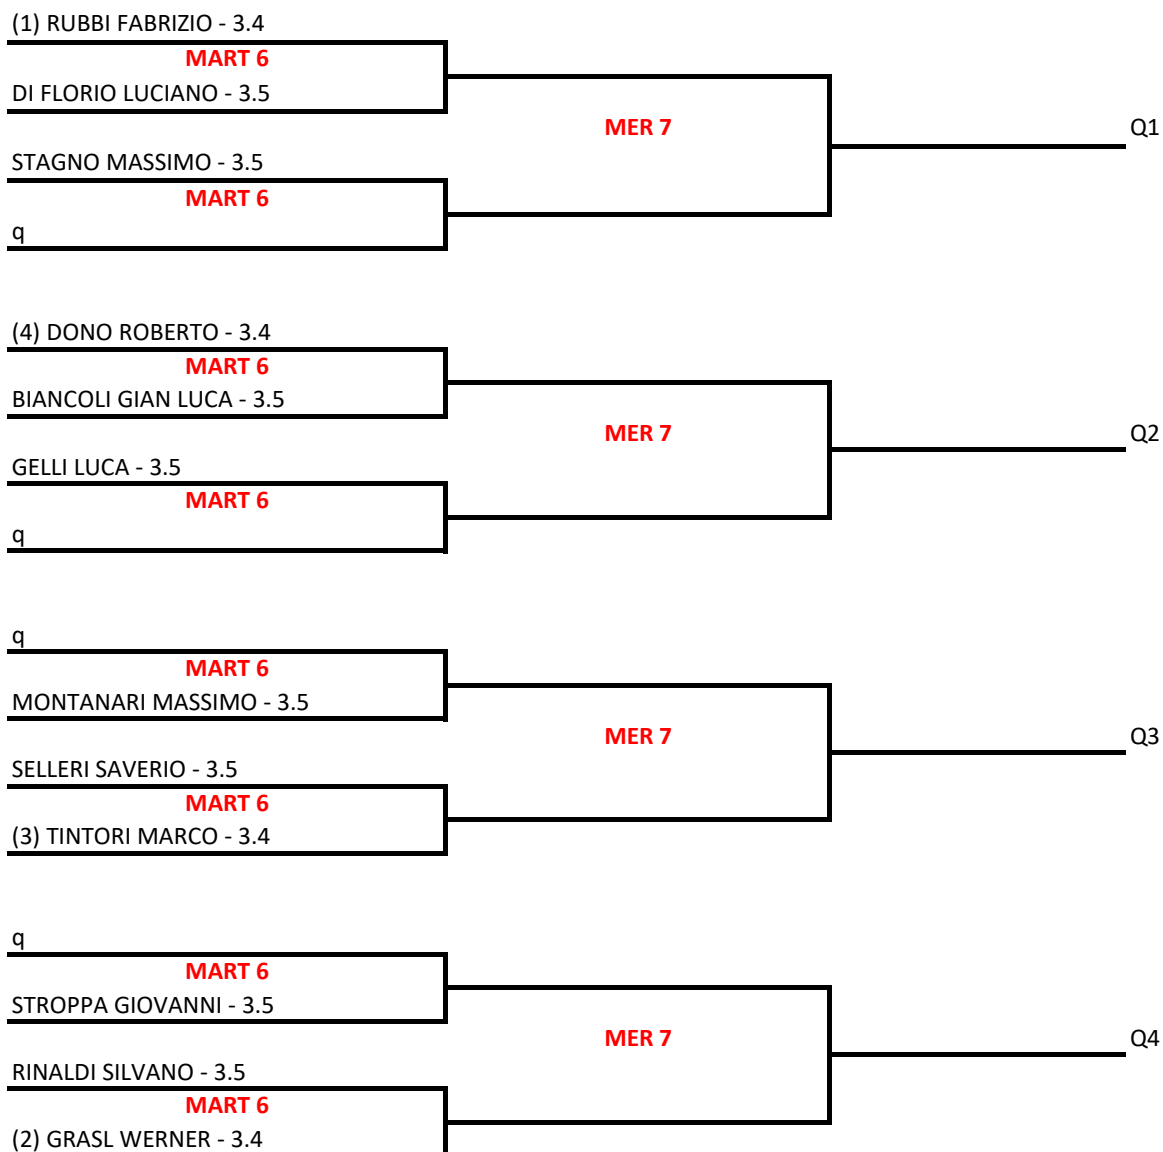 (1) RUBBI FABRIZIO - 3.4
MART 6
DI FLORIO LUCIANO - 3.5
MER 7
Q1
STAGNO MASSIMO - 3.5
MART 6
q
(4) DONO ROBERTO - 3.4
MART 6
BIANCOLI GIAN LUCA - 3.5
MER 7
Q2
GELLI LUCA - 3.5
MART 6
q
q
MART 6
MONTANARI MASSIMO - 3.5
MER 7
Q3
SELLERI SAVERIO - 3.5
MART 6
(3) TINTORI MARCO - 3.4
q
MART 6
STROPPA GIOVANNI - 3.5
MER 7
Q4
RINALDI SILVANO - 3.5
MART 6
(2) GRASL WERNER - 3.4